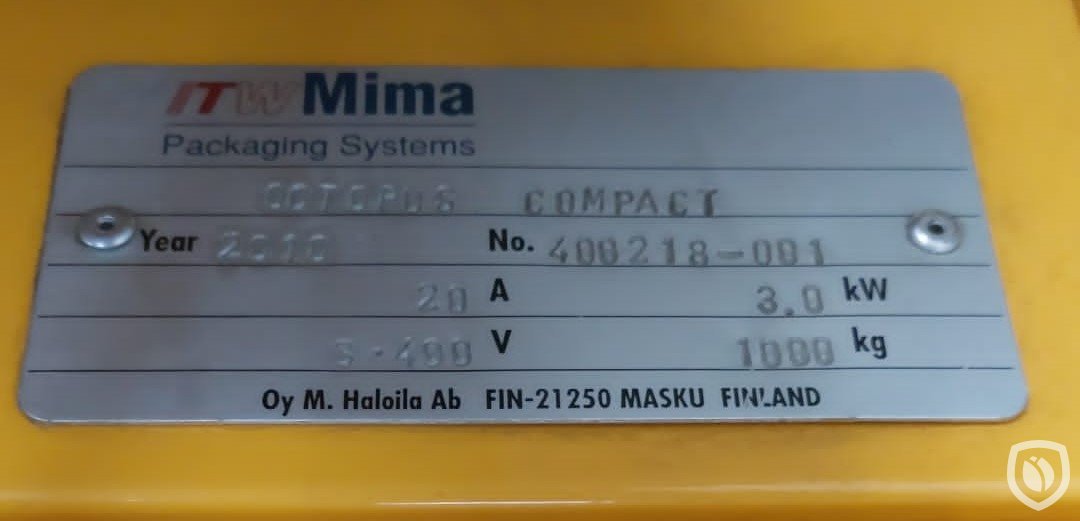 ITW Mima
Packaging Systems
OCTOPUS COMPACT
Year 2010 No. 400218-001
20 A 3.0 kW
3-400 V 1000 kg
Oy M. Haloila Ab FIN-21250 MASKU FINLAND